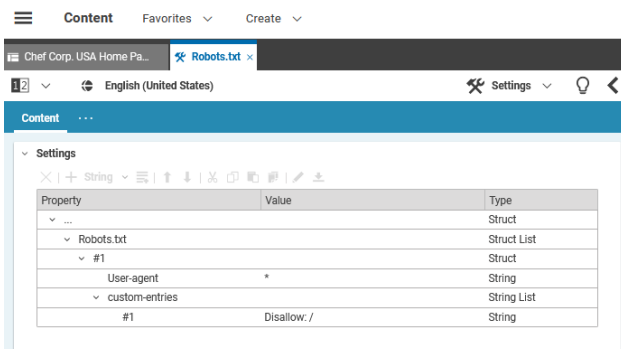 Content Favorites Create
Chef Corp. USA Home Pa... Robots.txt ×
12 English (United States) Settings
Content ...
Settings
String
Property Value Type
... Struct
Robots.txt Struct List
#1 Struct
User-agent * String
custom-entries String List
#1 Disallow: / String